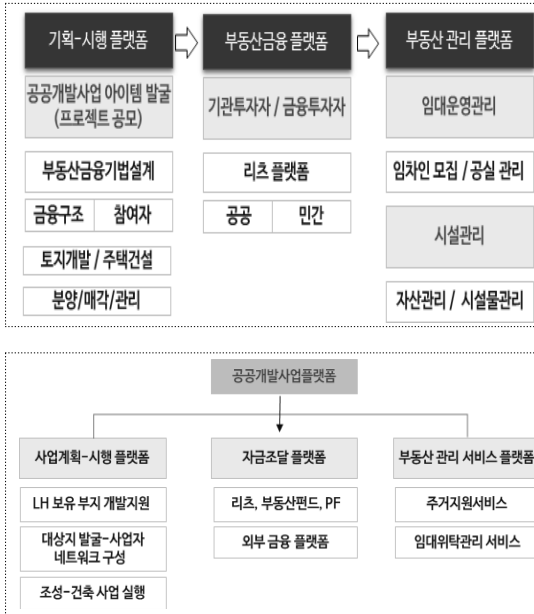 기획-시행 플랫폼
공공개발사업 아이템 발굴
(프로젝트 공모)
부동산금융기법설계
금융구조 참여자
토지개발 / 주택건설
분양/매각/관리
부동산금융 플랫폼
기관투자자 / 금융투자자
리츠 플랫폼
공공 민간
부동산 관리 플랫폼
임대운영관리
임차인 모집 / 공실 관리
시설관리
자산관리 / 시설물관리
공공개발사업플랫폼
사업계획-시행 플랫폼
LH 보유 부지 개발지원
대상지 발굴-사업자
네트워크 구성
조성-건축 사업 실행
자금조달 플랫폼
리츠, 부동산펀드, PF
외부 금융 플랫폼
부동산 관리 서비스 플랫폼
주거지원서비스
임대위탁관리 서비스